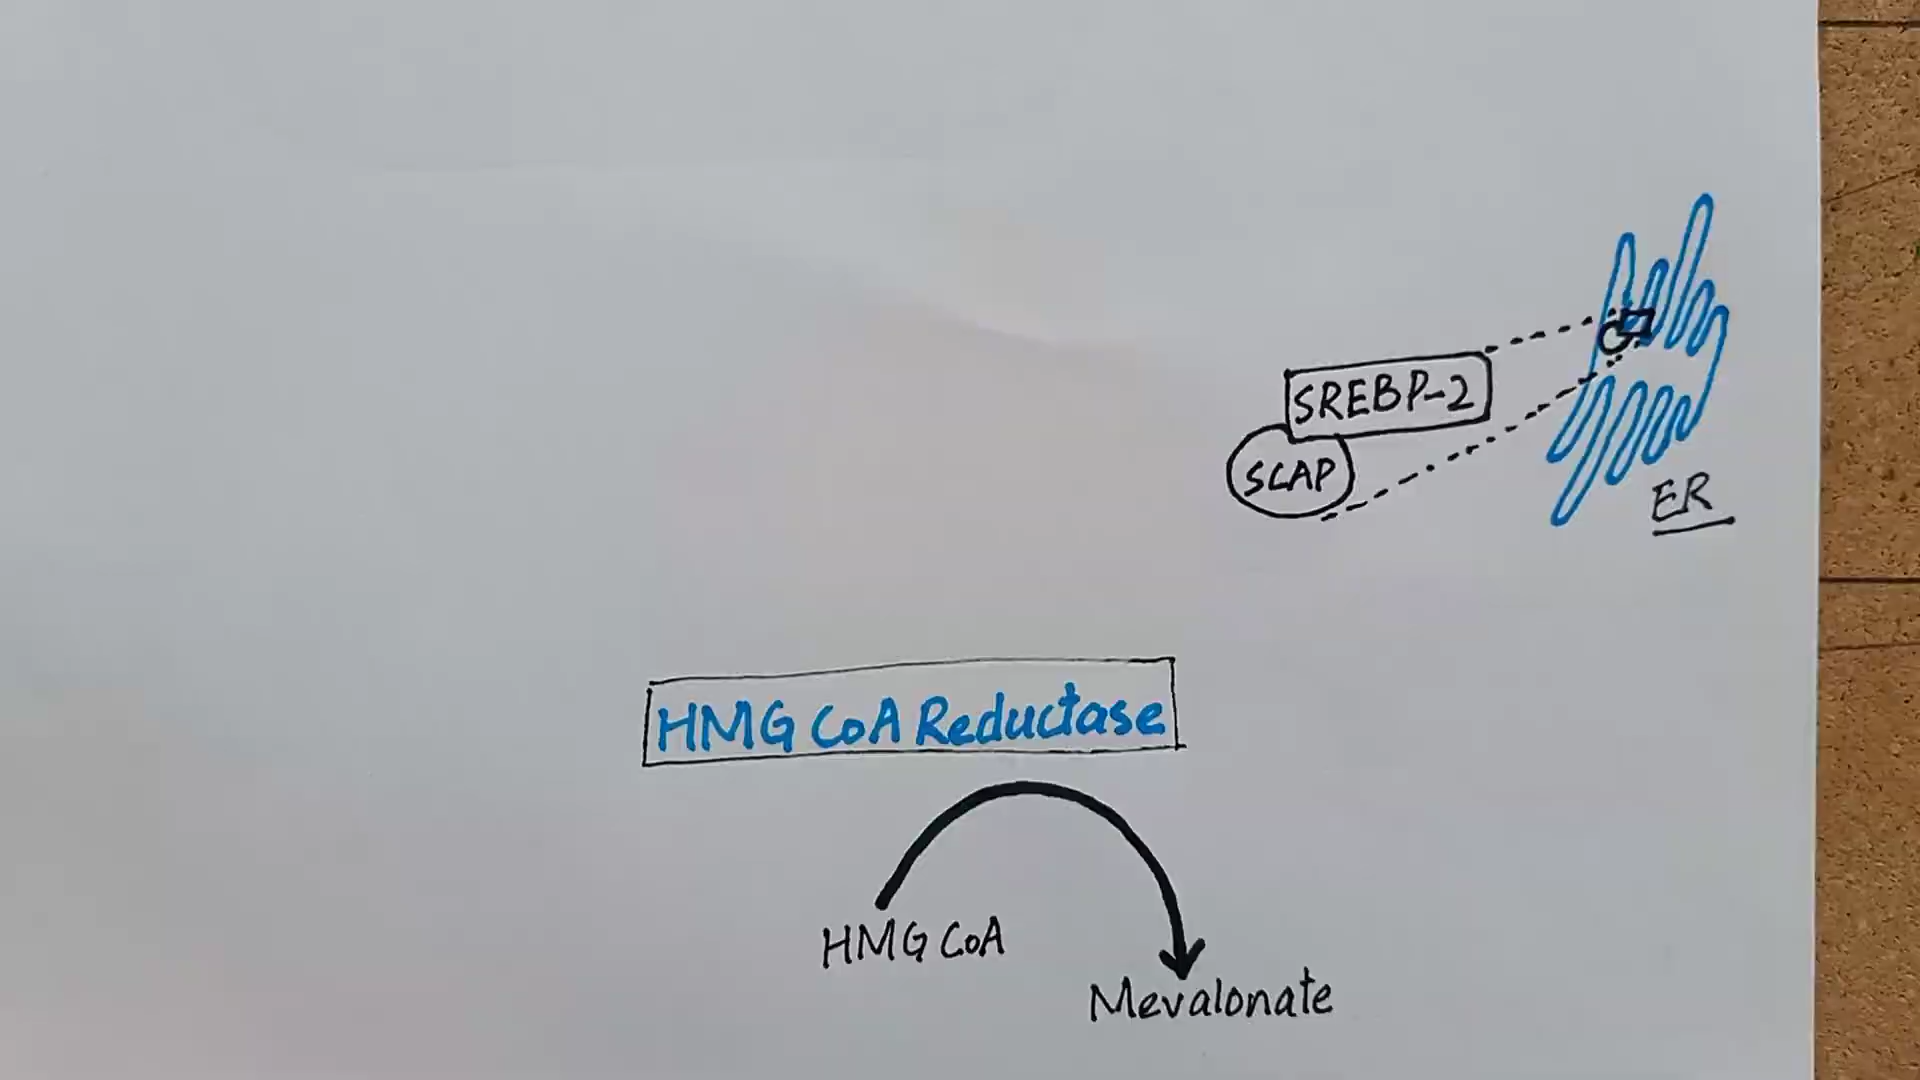 SREBP-2
SCAP
ER
HMG CoA Reductase
HMG CoA
Mevalonate